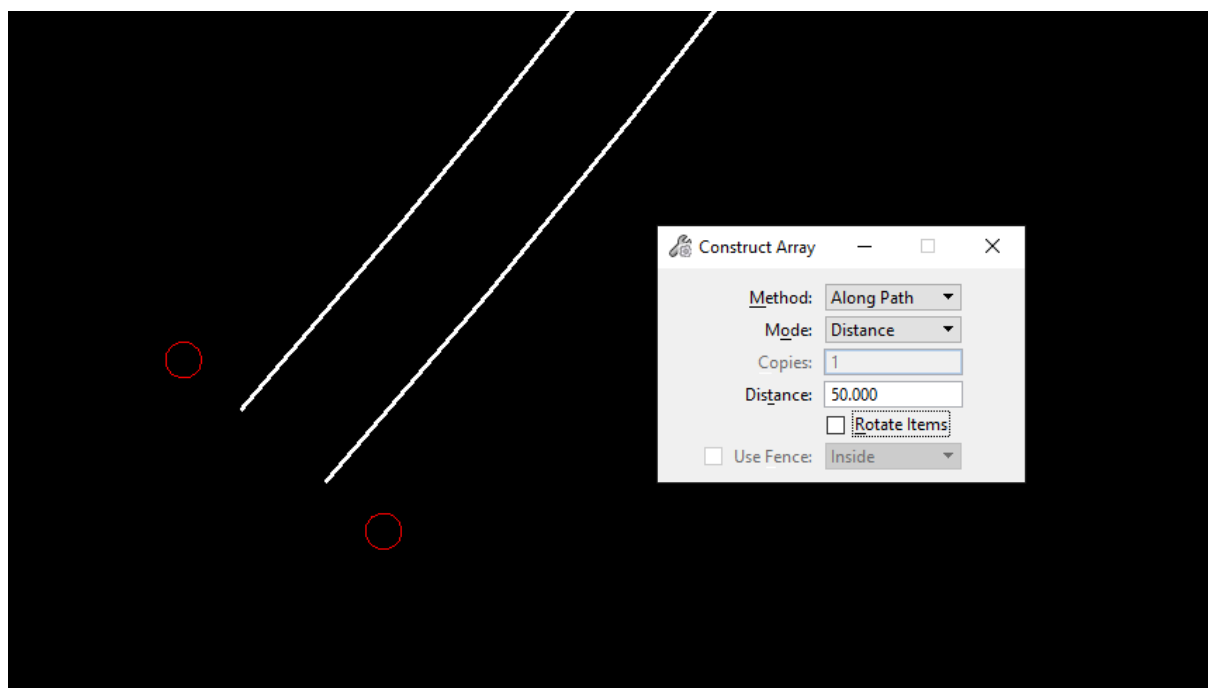 Construct Array
Method: Along Path
Mode: Distance
Copies: 1
Distance: 50.000
Rotate Items
Use Fence: Inside